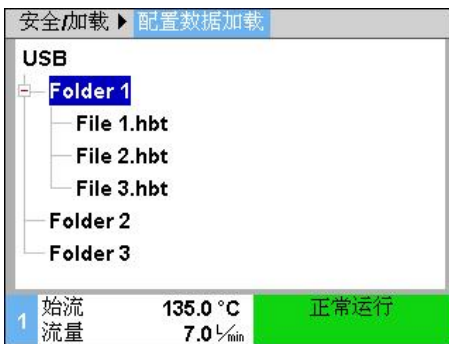 安全/加载 ▶ 配置数据加载
USB
Folder 1
File 1.hbt
File 2.hbt
File 3.hbt
Folder 2
Folder 3
1 始流 135.0 °C 正常运行
流量 7.0 L/min